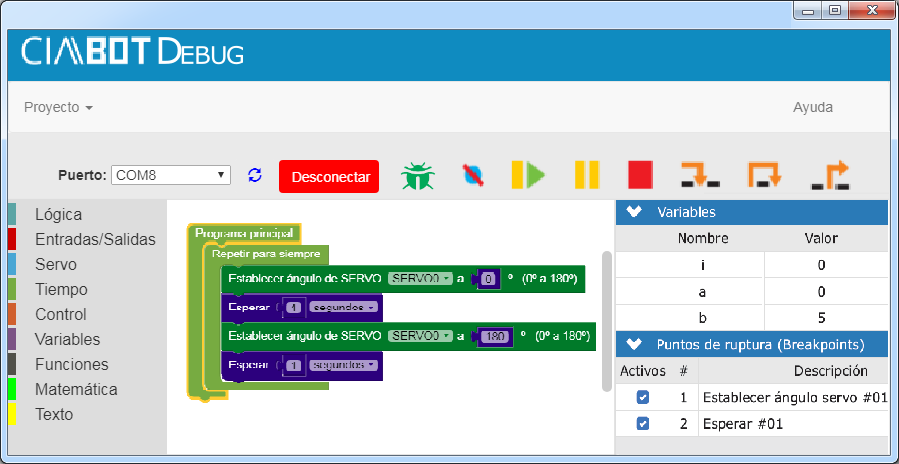 CIΛBOT DEBUG
Proyecto
Ayuda
Puerto: COM8
Desconectar
Lógica
Entradas/Salidas
Servo
Tiempo
Control
Variables
Funciones
Matemática
Texto
Programa principal
Repetir para siempre
Establecer ángulo de SERVO SERVO0 a 0 º (0º a 180º)
Esperar 1 segundos
Establecer ángulo de SERVO SERVO0 a 180 º (0º a 180º)
Esperar 1 segundos
Variables
Nombre Valor
i 0
a 0
b 5
Puntos de ruptura (Breakpoints)
Activos # Descripción
1 Establecer ángulo servo #01
2 Esperar #01